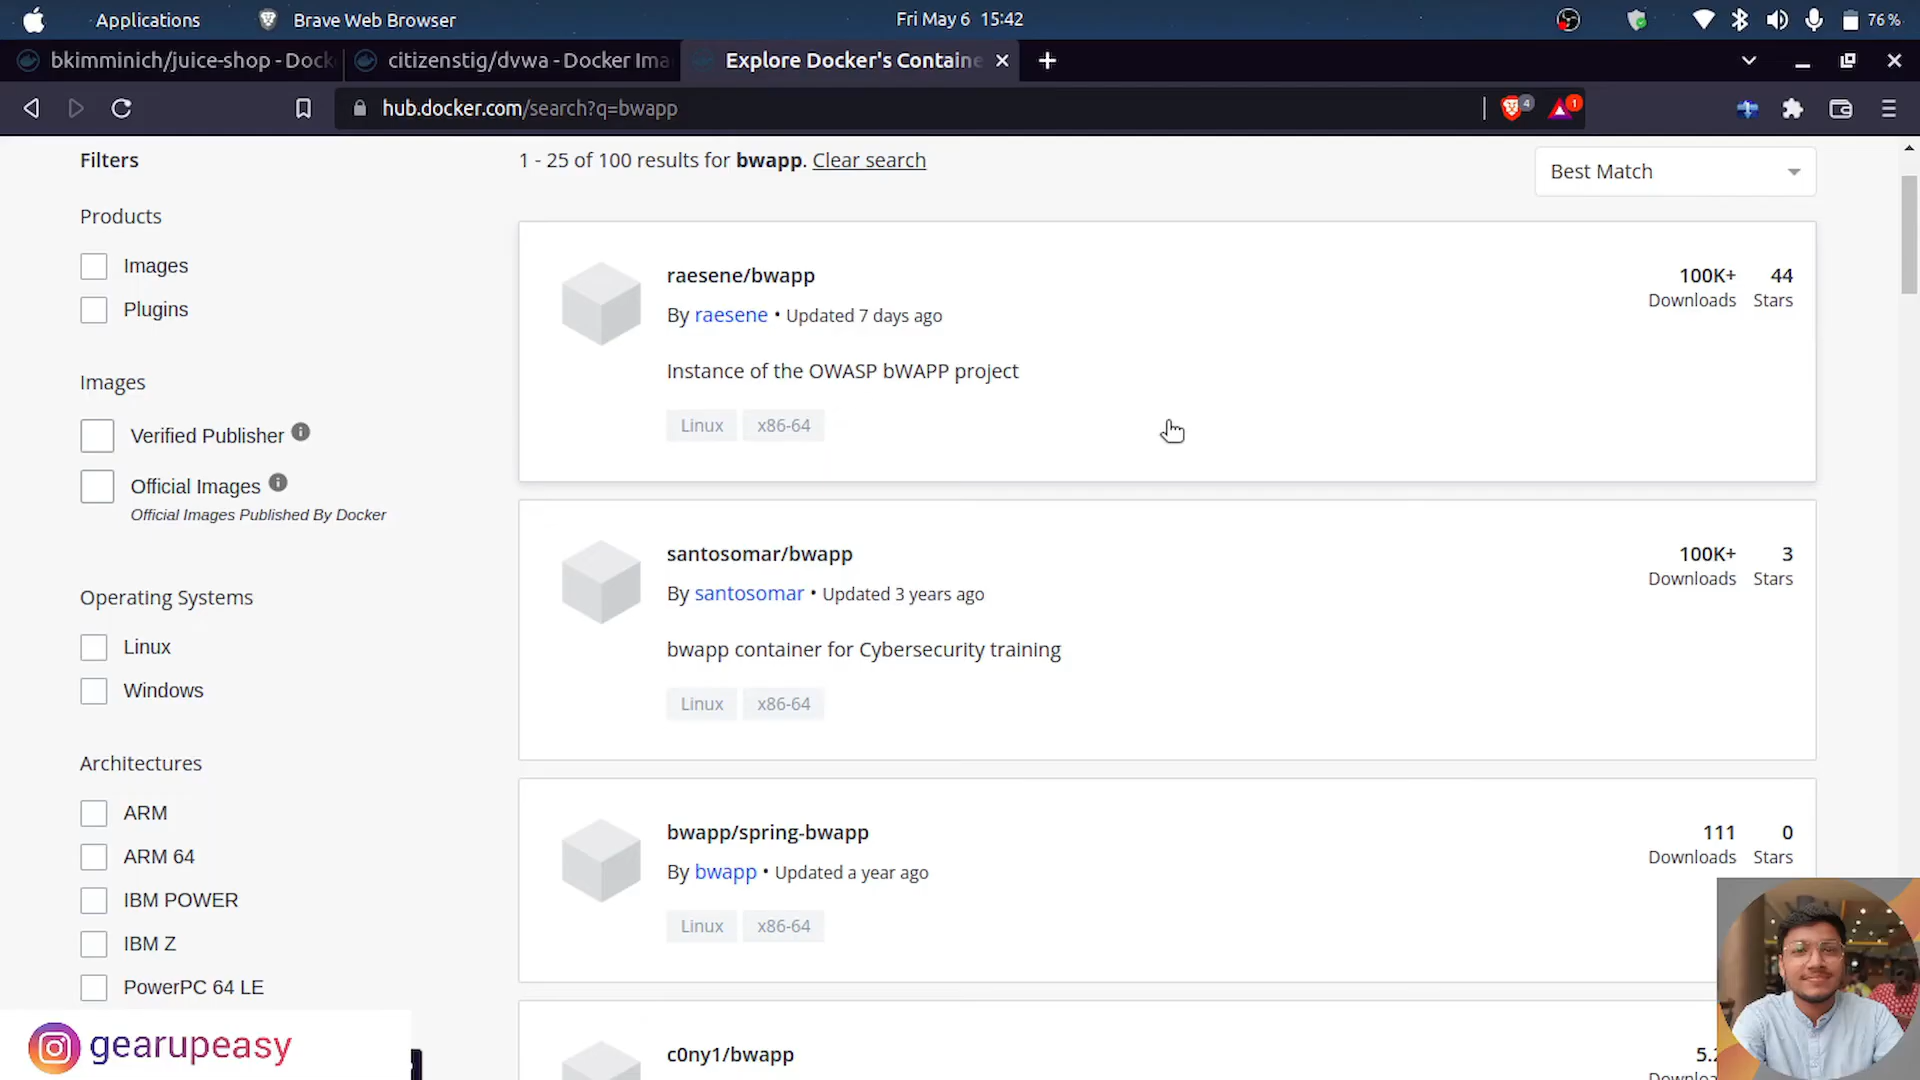 Applications
Brave Web Browser
Fri May 6 15:42
76 %
bkimminich/juice-shop - Dock
citizenstig/dvwa - Docker Ima
Explore Docker's Containe
hub.docker.com/search?q=bwapp
4
1
Filters
1 - 25 of 100 results for bwapp. Clear search
Best Match
Products
Images
Plugins
Images
Verified Publisher
Official Images
Official Images Published By Docker
Operating Systems
Linux
Windows
Architectures
ARM
ARM 64
IBM POWER
IBM Z
PowerPC 64 LE
raesene/bwapp
100K+ 44
By raesene • Updated 7 days ago
Downloads Stars
Instance of the OWASP bWAPP project
Linux x86-64
santosomar/bwapp
100K+ 3
By santosomar • Updated 3 years ago
Downloads Stars
bwapp container for Cybersecurity training
Linux x86-64
bwapp/spring-bwapp
111 0
By bwapp • Updated a year ago
Downloads Stars
Linux x86-64
c0ny1/bwapp
gearupeasy